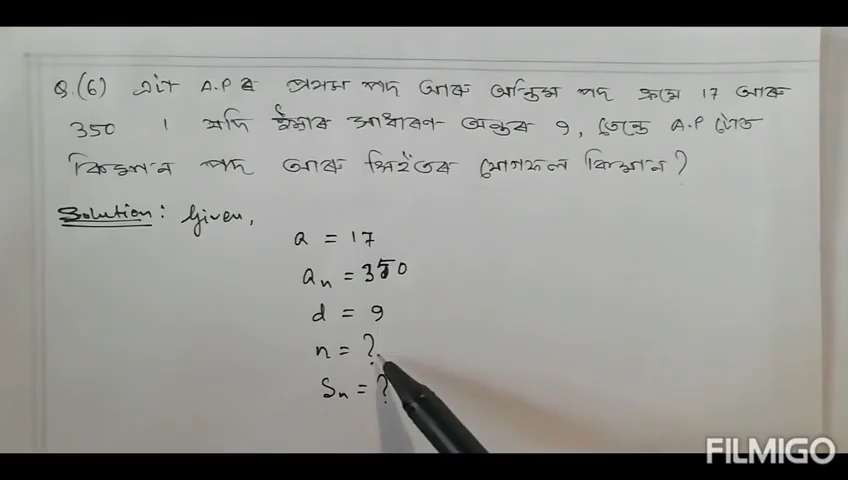 Q.(6) এটা A.P ৰ প্ৰথম পদ আৰু অন্তিম পদ ক্ৰমে 17 আৰু
350 । যদি ইয়াৰ সাধাৰণ অন্তৰ 9, তেন্তে A.P টোত
কিমান পদ আৰু সিহঁতৰ যোগফল কিমান?
Solution: Given,
a = 17
an = 350
d = 9
n = ?
Sn = ?
FILMIGO